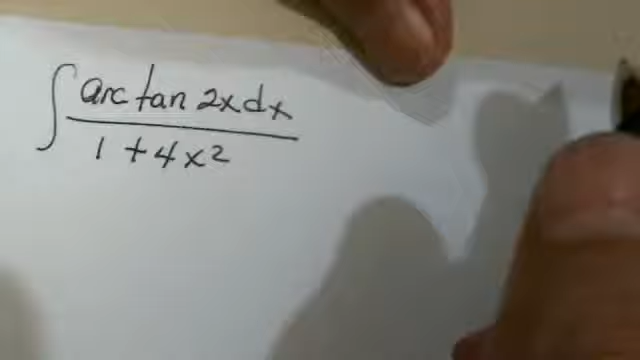 ∫ arc tan 2x dx
1 + 4x²